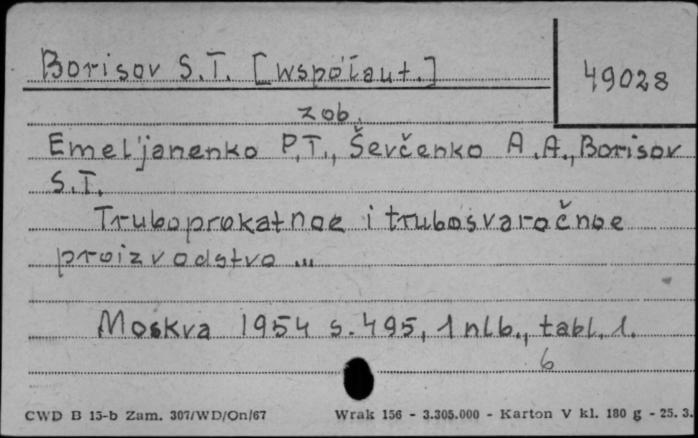 Borisov S.T. [współaut.]
49028
zob.
Emel'janenko P.T., Ševčenko A.A., Borisov
S.T.
Truboprokatnoe i trubosvaročnoe
proizvodstvo ...
Moskva 1954 s. 495, 1 nlb., tabl. 1.
6
CWD B 15-b Zam. 307/WD/On/67 Wrak 156 - 3.305.000 - Karton V kl. 180 g - 25. 3.